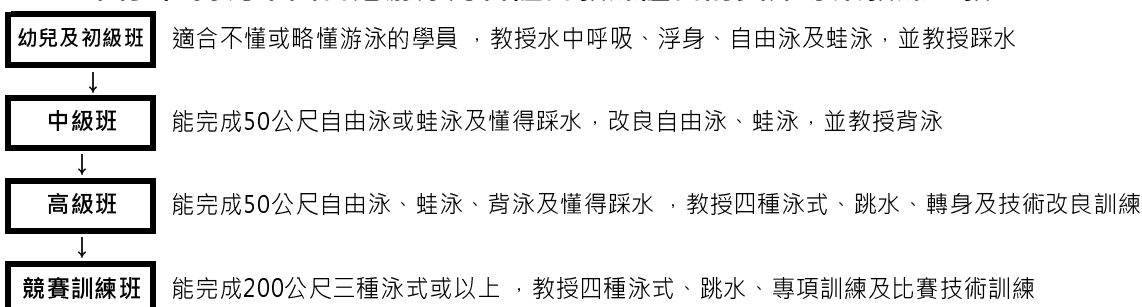 幼兒及初級班 適合不懂或略懂游泳的學員 ，教授水中呼吸、浮身、自由泳及蛙泳，並教授踩水
↓
中級班 能完成50公尺自由泳或蛙泳及懂得踩水，改良自由泳、蛙泳，並教授背泳
↓
高級班 能完成50公尺自由泳、蛙泳、背泳及懂得踩水 ，教授四種泳式、跳水、轉身及技術改良訓練
↓
競賽訓練班 能完成200公尺三種泳式或以上 ，教授四種泳式、跳水、專項訓練及比賽技術訓練